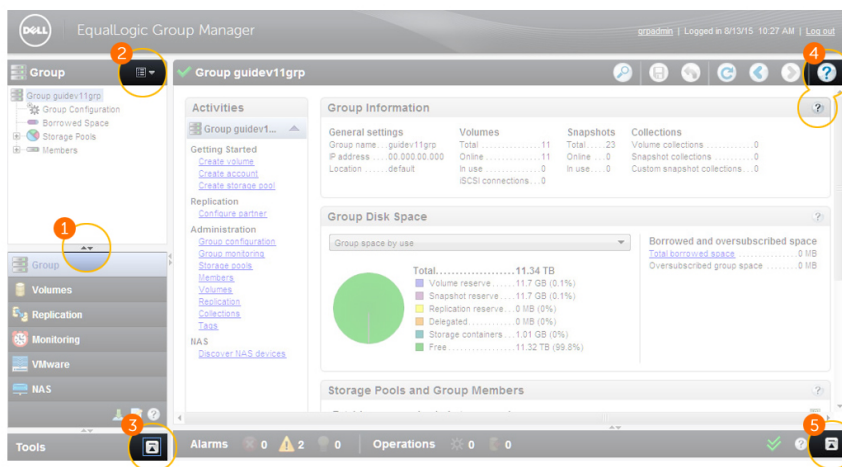 DELL
EqualLogic Group Manager
grpadmin | Logged in 8/13/15 10:27 AM | Log out
2
4
Group
Group guidev11grp
?
Group guidev11grp
Group Configuration
Borrowed Space
Storage Pools
Members
1
Group
Volumes
Replication
Monitoring
VMware
NAS
?
3
Tools
Activities
Group guidev1...
Getting Started
Create volume
Create account
Create storage pool
Replication
Configure partner
Administration
Group configuration
Group monitoring
Storage pools
Members
Volumes
Replication
Collections
Tags
NAS
Discover NAS devices
Group Information
?
General settings
Group name...guidev11grp
IP address ....00.000.00.000
Location .......default
Volumes
Total ...............11
Online..............11
In use ..............0
iSCSI connections...0
Snapshots
Total.....23
Online ...0
In use....0
Collections
Volume collections ............0
Snapshot collections ..........0
Custom snapshot collections...0
Group Disk Space
?
Group space by use
Total...................11.34 TB
Volume reserve......11.7 GB (0.1%)
Snapshot reserve....11.7 GB (0.1%)
Replication reserve...0 MB (0%)
Delegated............0 MB (0%)
Storage containers...1.01 GB (0%)
Free.................11.32 TB (99.8%)
Borrowed and oversubscribed space
Total borrowed space ..............0 MB
Oversubscribed group space .........0 MB
Storage Pools and Group Members
?
Alarms 0 2 0 Operations 0 0
?
5